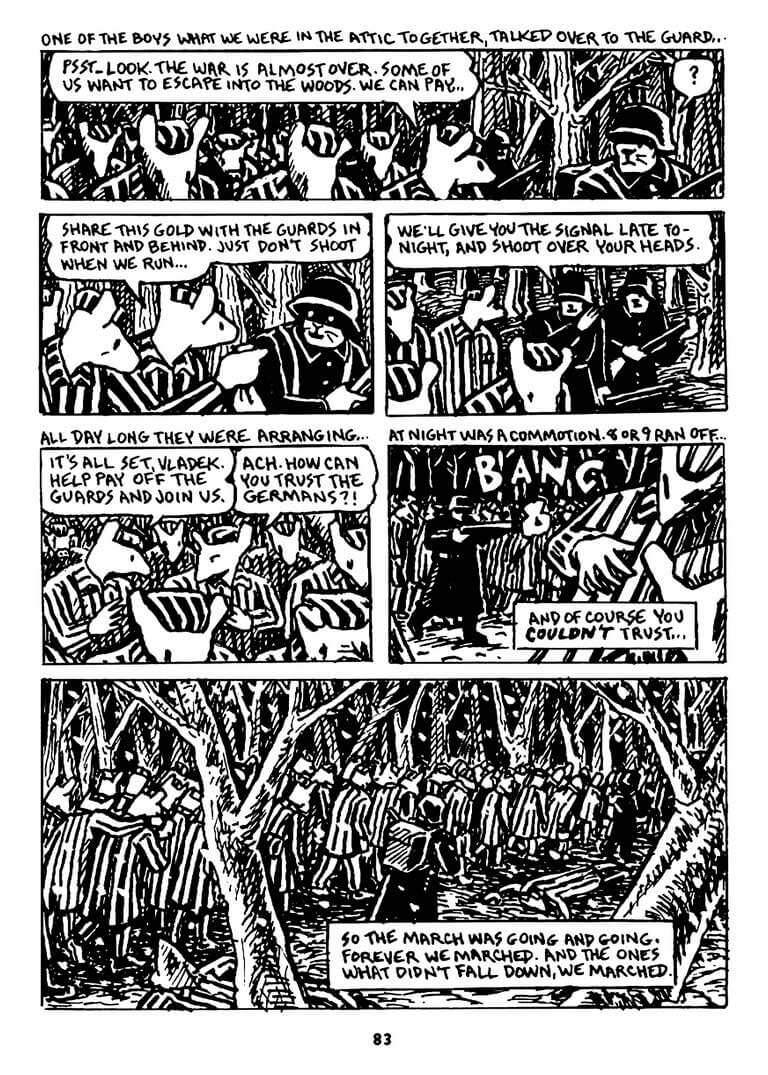 ONE OF THE BOYS WHAT WE WERE IN THE ATTIC TOGETHER, TALKED OVER TO THE GUARD...
PSST- LOOK. THE WAR IS ALMOST OVER. SOME OF
US WANT TO ESCAPE INTO THE WOODS. WE CAN PAY..
?
SHARE THIS GOLD WITH THE GUARDS IN
FRONT AND BEHIND. JUST DON'T SHOOT
WHEN WE RUN...
WE'LL GIVE YOU THE SIGNAL LATE TO-
NIGHT, AND SHOOT OVER YOUR HEADS.
ALL DAY LONG THEY WERE ARRANGING...
IT'S ALL SET, VLADEK.
HELP PAY OFF THE
GUARDS AND JOIN US.
ACH. HOW CAN
YOU TRUST THE
GERMANS?!
AT NIGHT WAS A COMMOTION. 8 OR 9 RAN OFF...
BANG
AND OF COURSE YOU
COULDN'T TRUST...
SO THE MARCH WAS GOING AND GOING.
FOREVER WE MARCHED. AND THE ONES
WHAT DIDN'T FALL DOWN, WE MARCHED.
83